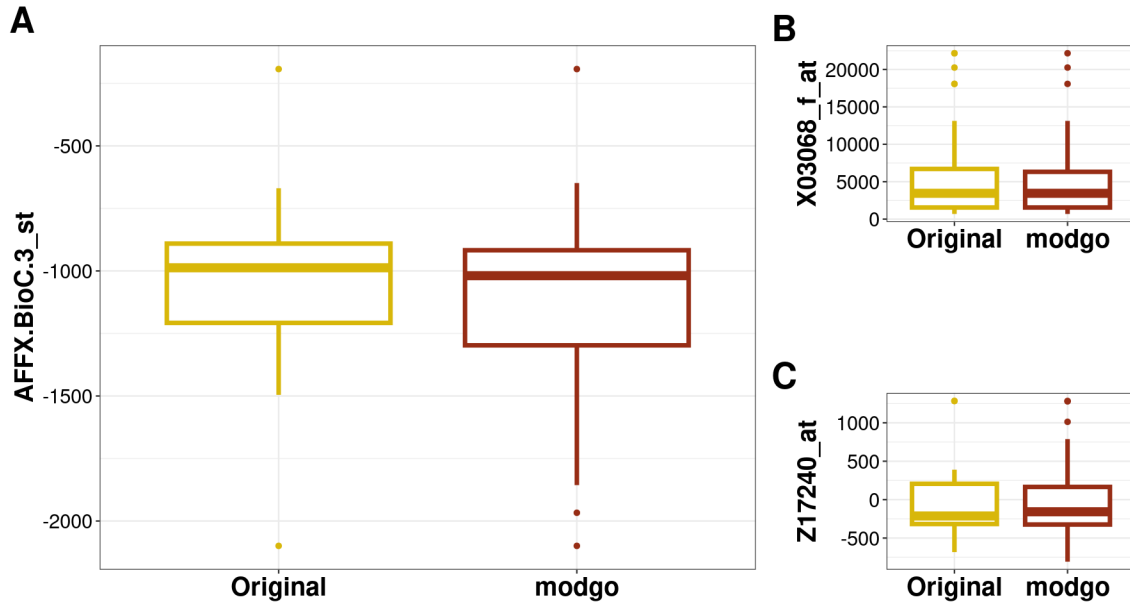 A
AFFX.BioC.3_st
-500
-1000
-1500
-2000
Original modgo
B
X03068_f_at
20000
15000
10000
5000
0
Original modgo
C
Z17240_at
1000
500
0
-500
Original modgo